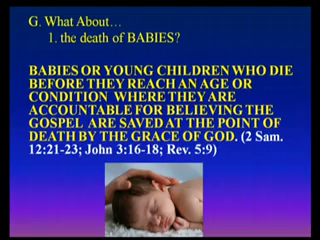 G. What About…
1. the death of BABIES?
BABIES OR YOUNG CHILDREN WHO DIE
BEFORE THEY REACH AN AGE OR
CONDITION WHERE THEY ARE
ACCOUNTABLE FOR BELIEVING THE
GOSPEL ARE SAVED AT THE POINT OF
DEATH BY THE GRACE OF GOD. (2 Sam.
12:21-23; John 3:16-18; Rev. 5:9)